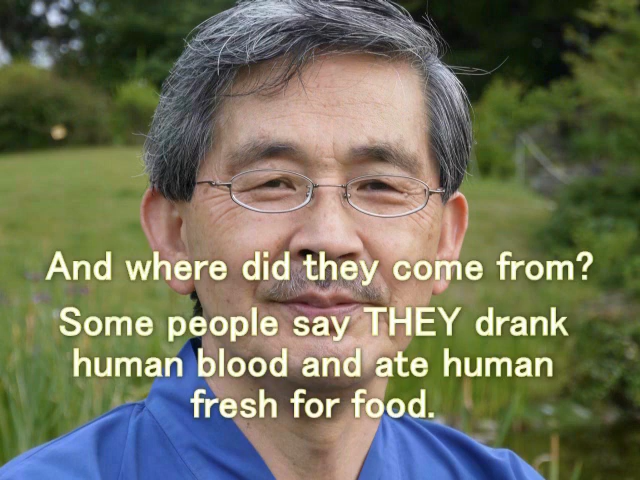 And where did they come from?
Some people say THEY drank
human blood and ate human
fresh for food.